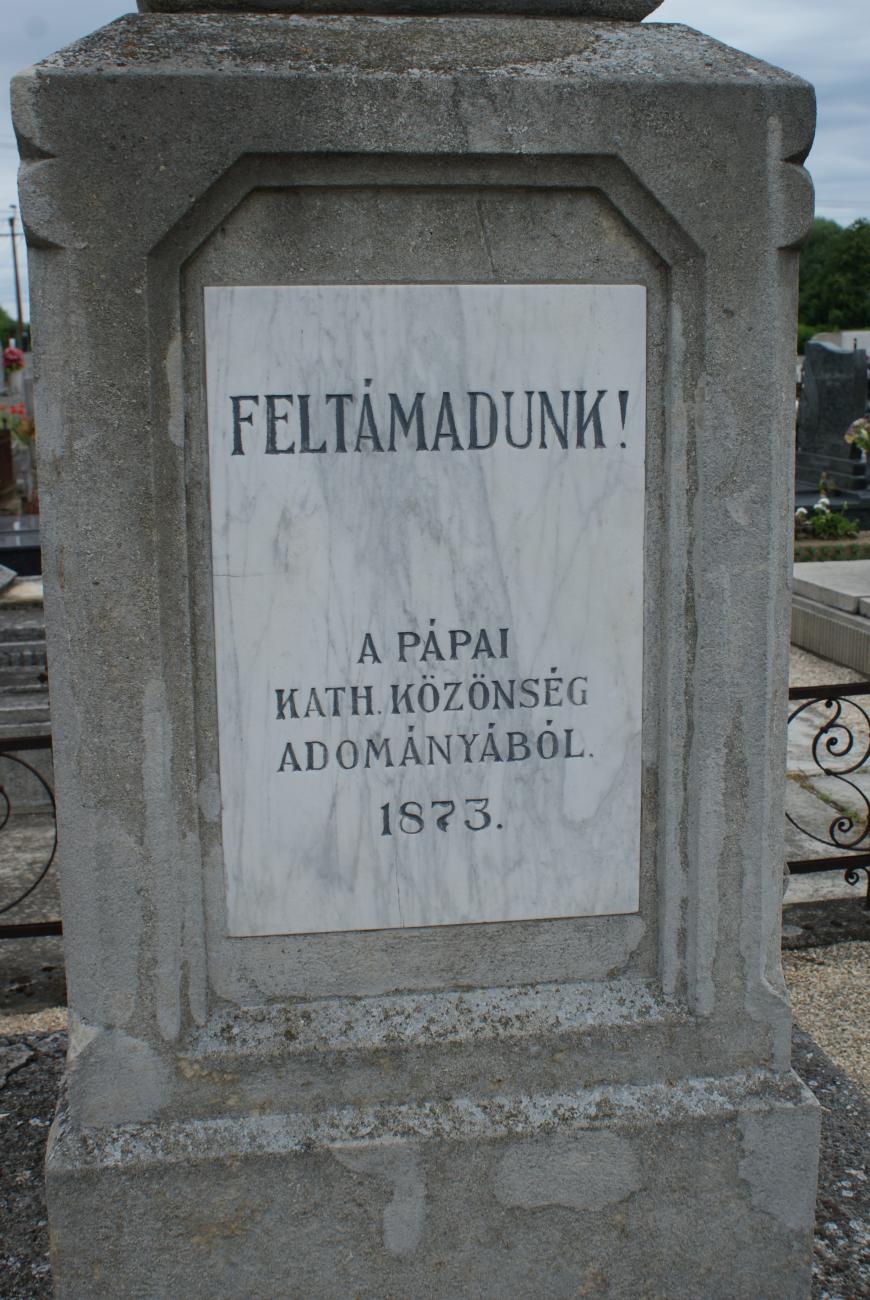 FELTÁMADUNK!
A PÁPAI
KATH. KÖZÖNSÉG
ADOMÁNYÁBÓL.
1873.